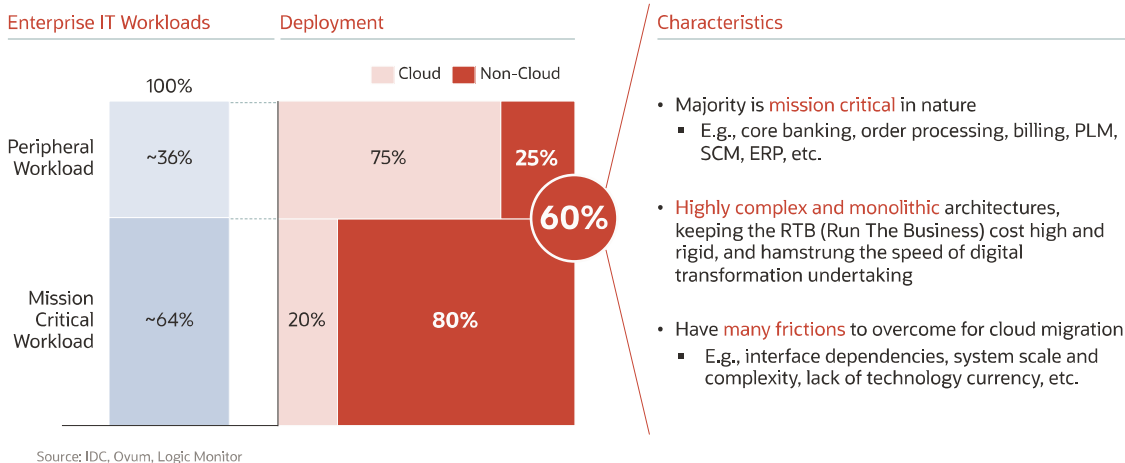 Enterprise IT Workloads
Deployment
Characteristics
Cloud
Non-Cloud
100%
Peripheral
Workload
~36%
75%
25%
60%
Mission
Critical
Workload
~64%
20%
80%
• Majority is mission critical in nature
▪ E.g., core banking, order processing, billing, PLM,
SCM, ERP, etc.
• Highly complex and monolithic architectures,
keeping the RTB (Run The Business) cost high and
rigid, and hamstrung the speed of digital
transformation undertaking
• Have many frictions to overcome for cloud migration
▪ E.g., interface dependencies, system scale and
complexity, lack of technology currency, etc.
Source: IDC, Ovum, Logic Monitor